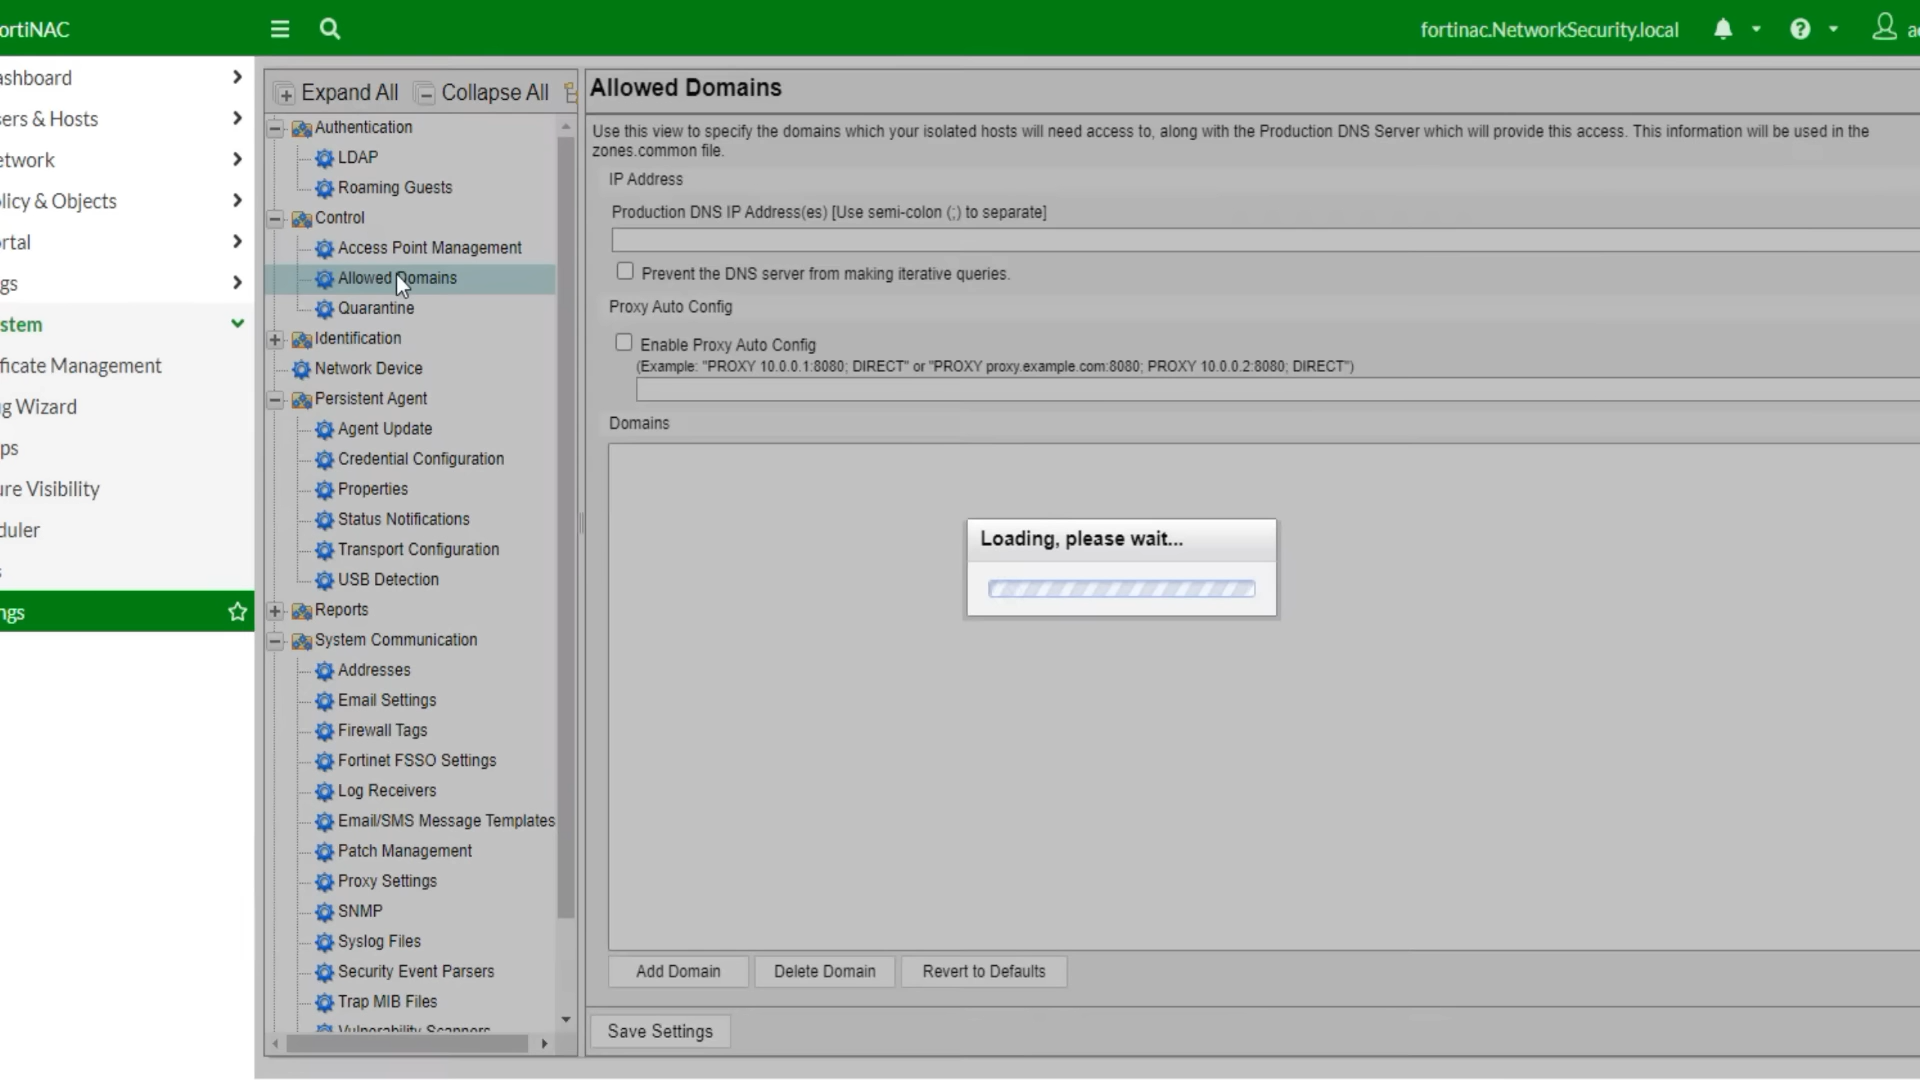 ortiNAC
fortinac.NetworkSecurity.local
ashboard
sers & Hosts
etwork
licy & Objects
rtal
gs
stem
ficate Management
g Wizard
ps
ure Visibility
duler
ngs
Expand All Collapse All
Authentication
LDAP
Roaming Guests
Control
Access Point Management
Allowed Domains
Quarantine
Identification
Network Device
Persistent Agent
Agent Update
Credential Configuration
Properties
Status Notifications
Transport Configuration
USB Detection
Reports
System Communication
Addresses
Email Settings
Firewall Tags
Fortinet FSSO Settings
Log Receivers
Email/SMS Message Templates
Patch Management
Proxy Settings
SNMP
Syslog Files
Security Event Parsers
Trap MIB Files
Vulnerability Scanners
Allowed Domains
Use this view to specify the domains which your isolated hosts will need access to, along with the Production DNS Server which will provide this access. This information will be used in the
zones.common file.
IP Address
Production DNS IP Address(es) [Use semi-colon (;) to separate]
Prevent the DNS server from making iterative queries.
Proxy Auto Config
Enable Proxy Auto Config
(Example: "PROXY 10.0.0.1:8080; DIRECT" or "PROXY proxy.example.com:8080; PROXY 10.0.0.2:8080; DIRECT")
Domains
Loading, please wait...
Add Domain Delete Domain Revert to Defaults
Save Settings